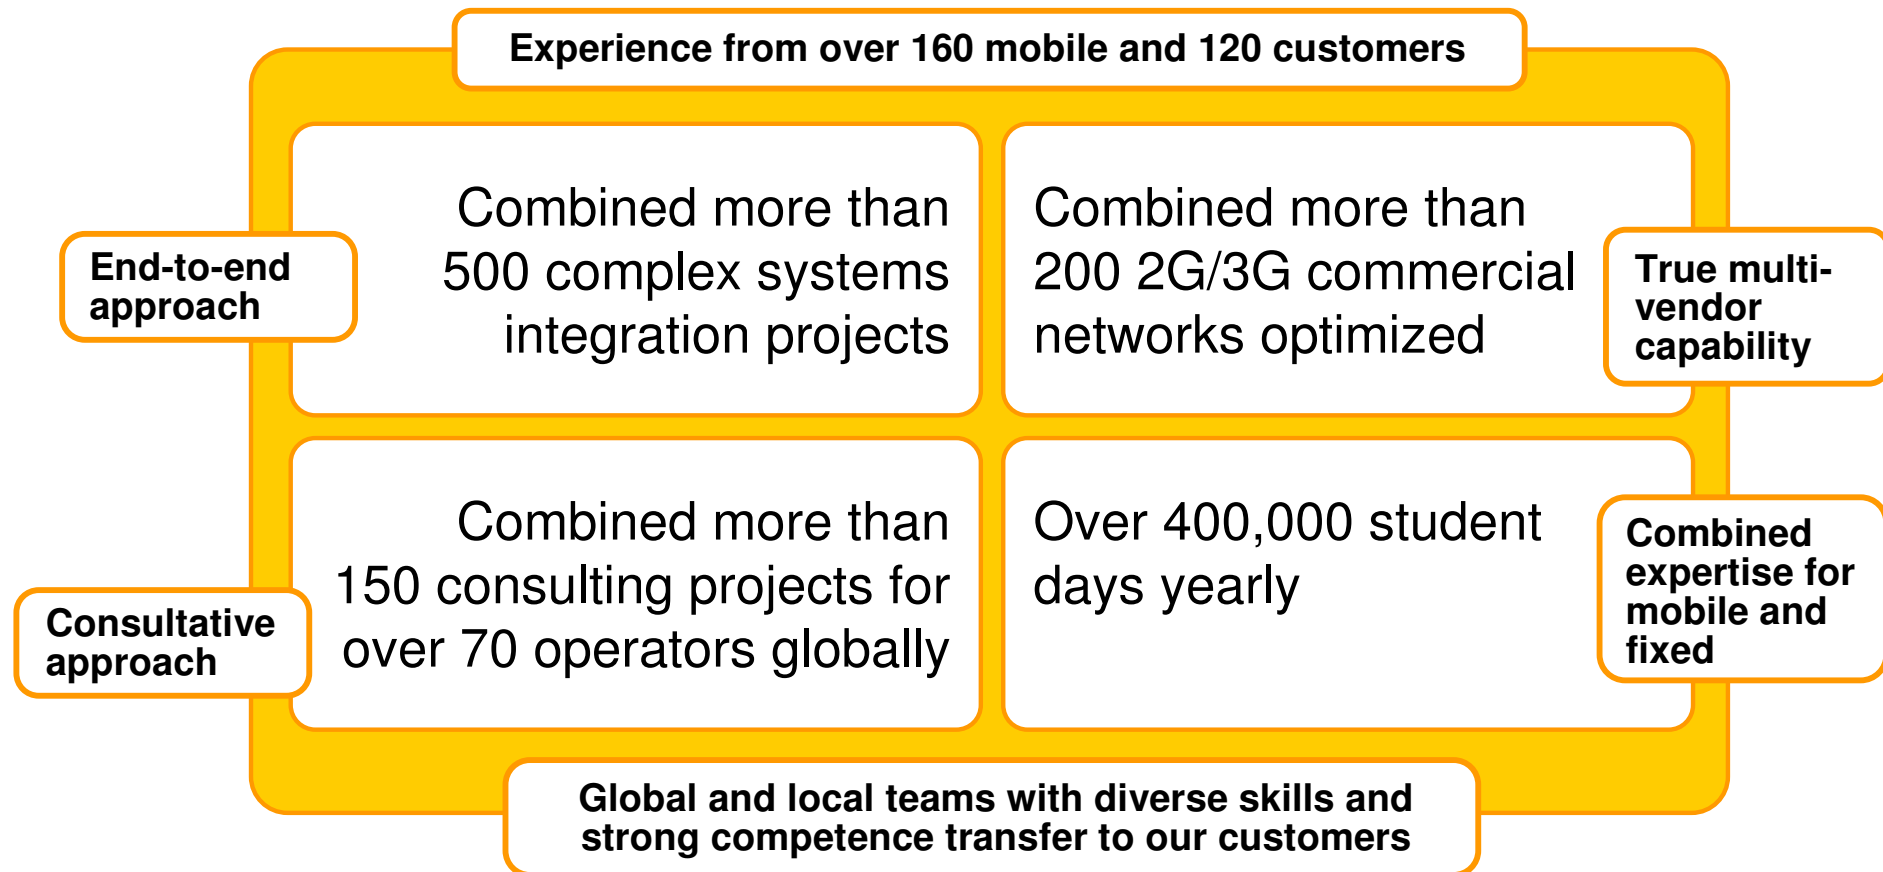 Experience from over 160 mobile and 120 customers
Combined more than
500 complex systems
integration projects
Combined more than
200 2G/3G commercial
networks optimized
End-to-end
approach
True multi-
vendor
capability
Combined more than
150 consulting projects for
over 70 operators globally
Over 400,000 student
days yearly
Consultative
approach
Combined
expertise for
mobile and
fixed
Global and local teams with diverse skills and
strong competence transfer to our customers